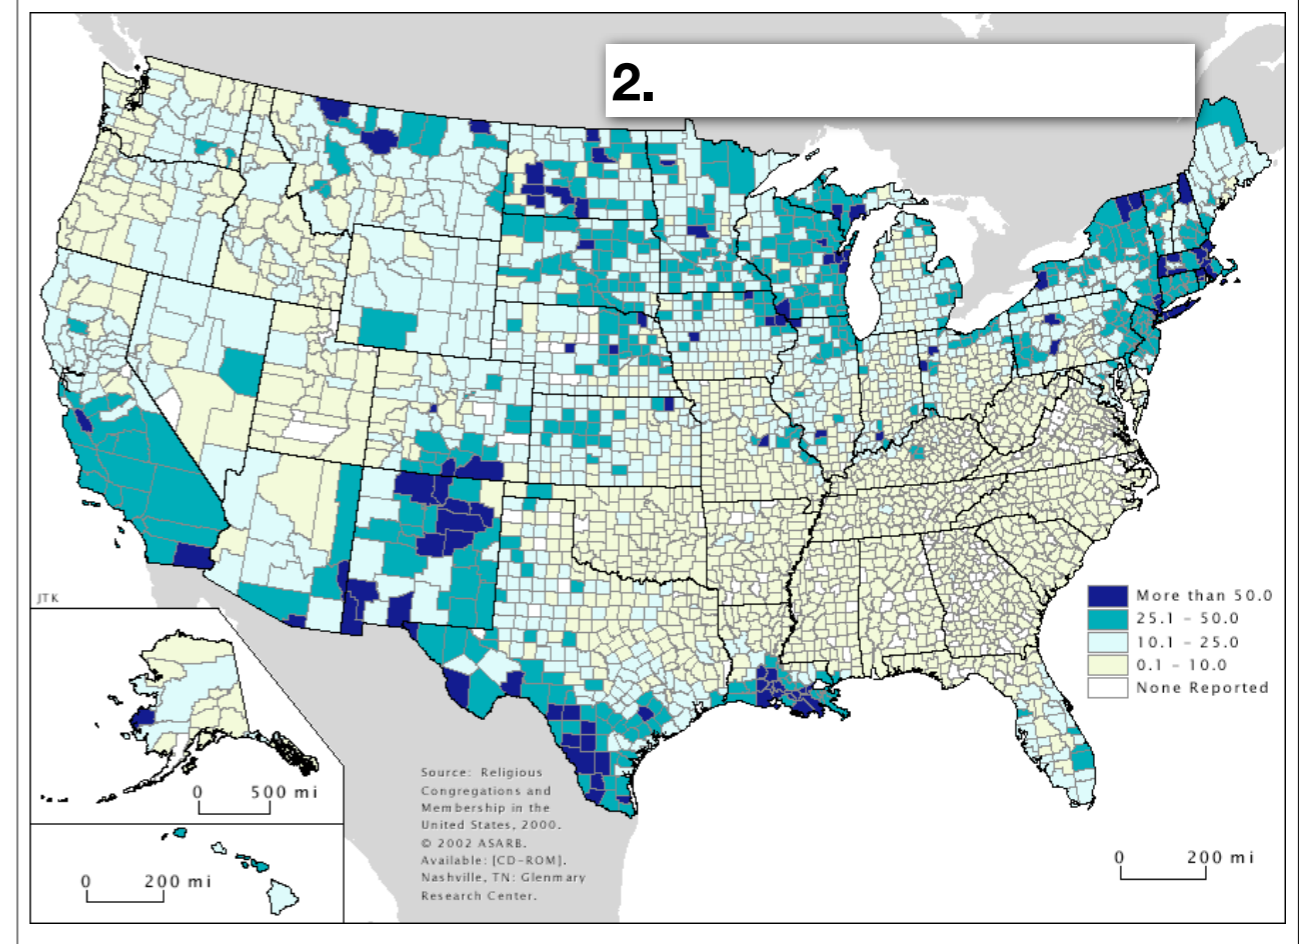 2.
JTK
More than 50.0
25.1 – 50.0
10.1 – 25.0
0.1 – 10.0
None Reported
0 500 mi
0 200 mi
Source: Religious
Congregations and
Membership in the
United States, 2000.
© 2002 ASARB.
Available: [CD–ROM].
Nashville, TN: Glenmary
Research Center.
0 200 mi